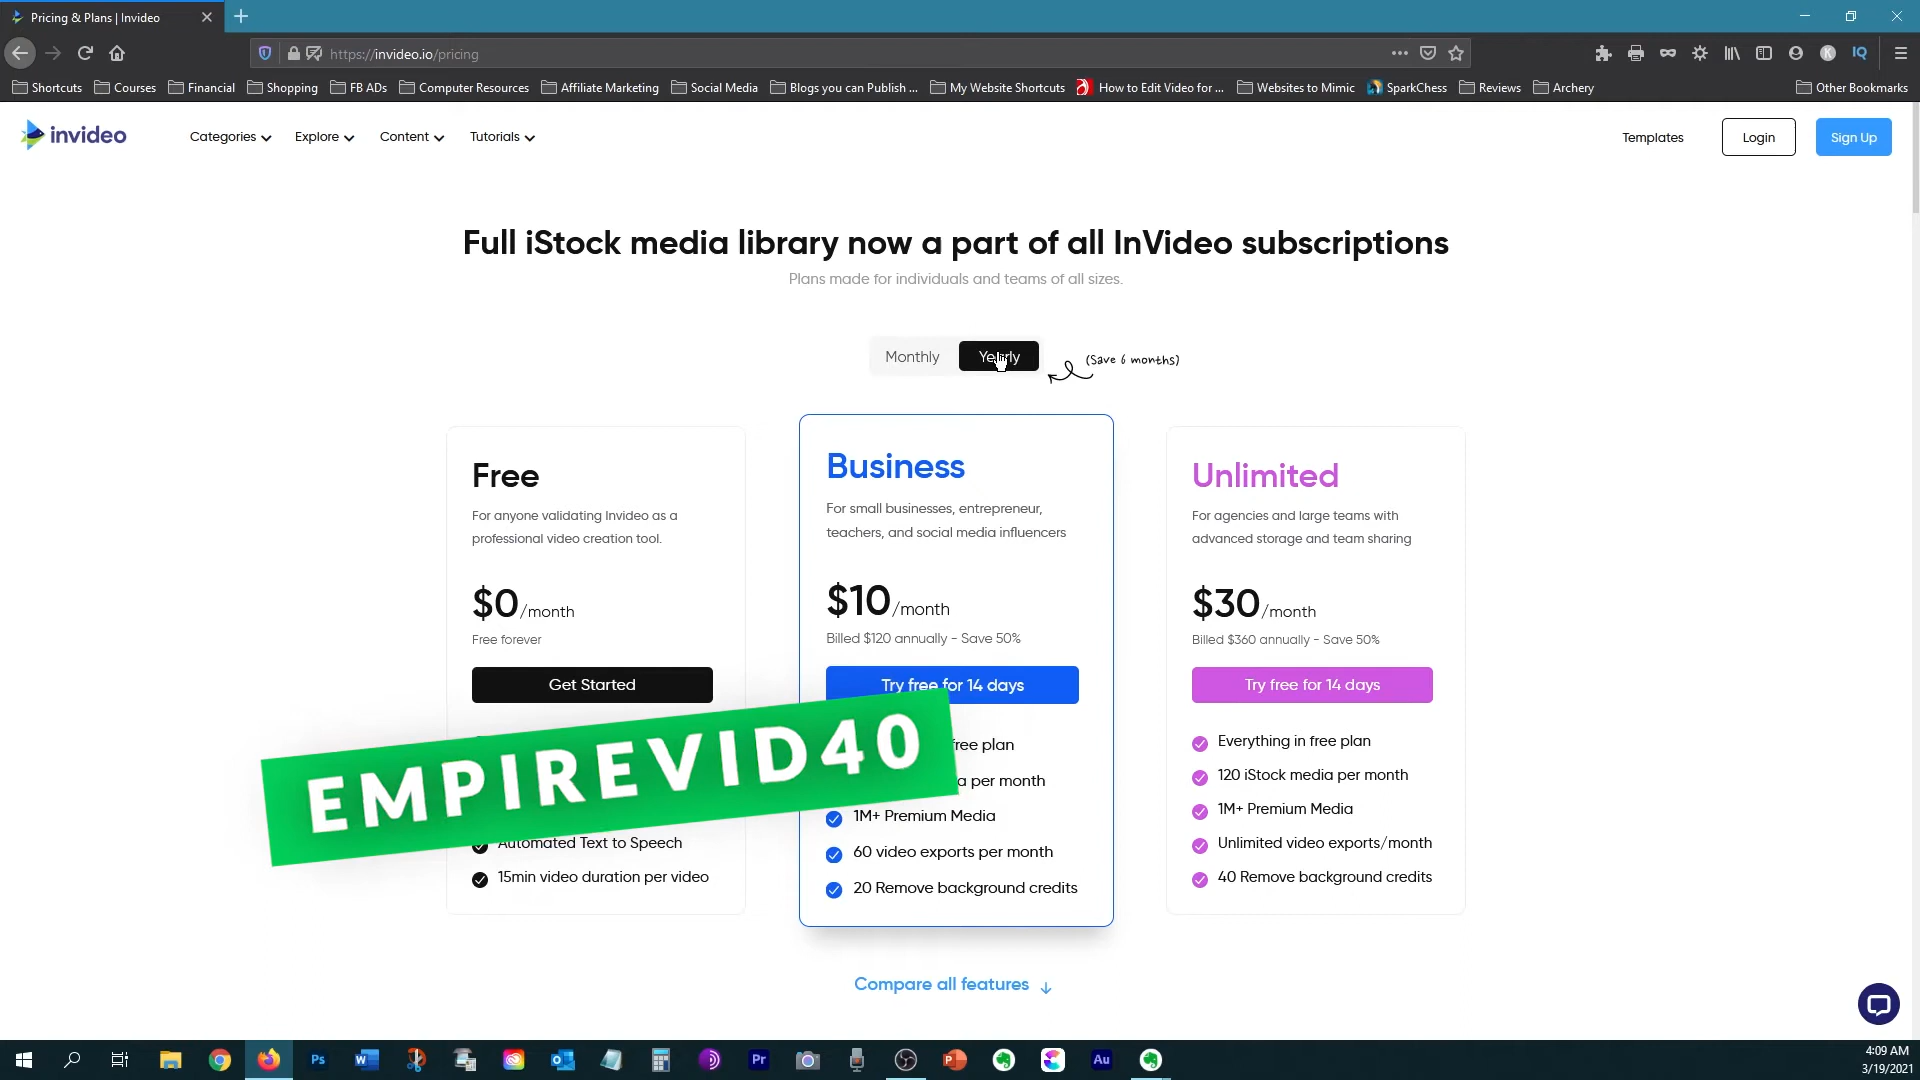 Pricing & Plans | Invideo
https://invideo.io/pricing
Shortcuts Courses Financial Shopping FB ADs Computer Resources Affiliate Marketing Social Media Blogs you can Publish ... My Website Shortcuts How to Edit Video for ... Websites to Mimic SparkChess Reviews Archery Other Bookmarks
invideo Categories Explore Content Tutorials Templates Login Sign Up
Full iStock media library now a part of all InVideo subscriptions
Plans made for individuals and teams of all sizes.
Monthly Yearly (Save 6 months)
Free
For anyone validating Invideo as a
professional video creation tool.
$0/month
Free forever
Get Started
Automated Text to Speech
15min video duration per video
Business
For small businesses, entrepreneur,
teachers, and social media influencers
$10/month
Billed $120 annually - Save 50%
Try free for 14 days
free plan
per month
1M+ Premium Media
60 video exports per month
20 Remove background credits
Unlimited
For agencies and large teams with
advanced storage and team sharing
$30/month
Billed $360 annually - Save 50%
Try free for 14 days
Everything in free plan
120 iStock media per month
1M+ Premium Media
Unlimited video exports/month
40 Remove background credits
EMPIREVID40
Compare all features
4:09 AM
3/19/2021